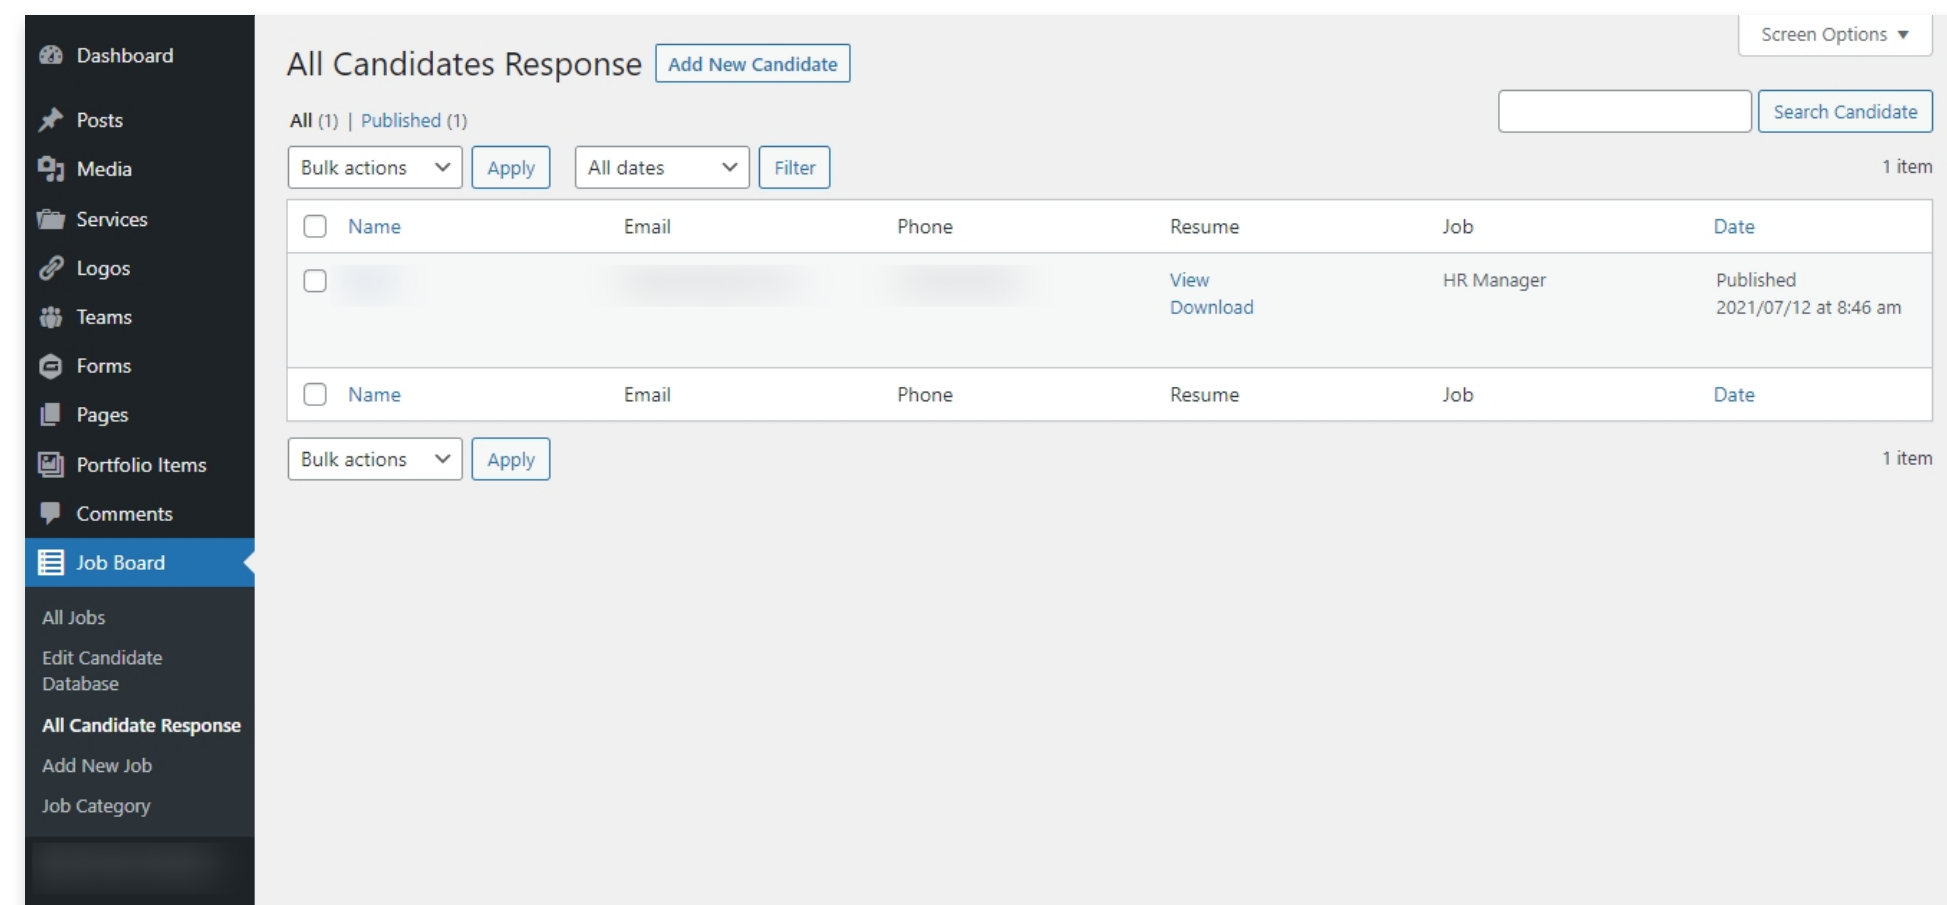 Dashboard
Posts
Media
Services
Logos
Teams
Forms
Pages
Portfolio Items
Comments
Job Board
All Jobs
Edit Candidate
Database
All Candidate Response
Add New Job
Job Category
Screen Options ▼
All Candidates Response Add New Candidate
All (1) | Published (1)
Search Candidate
Bulk actions Apply All dates Filter 1 item
Name Email Phone Resume Job Date
View HR Manager Published
Download 2021/07/12 at 8:46 am
Name Email Phone Resume Job Date
Bulk actions Apply 1 item